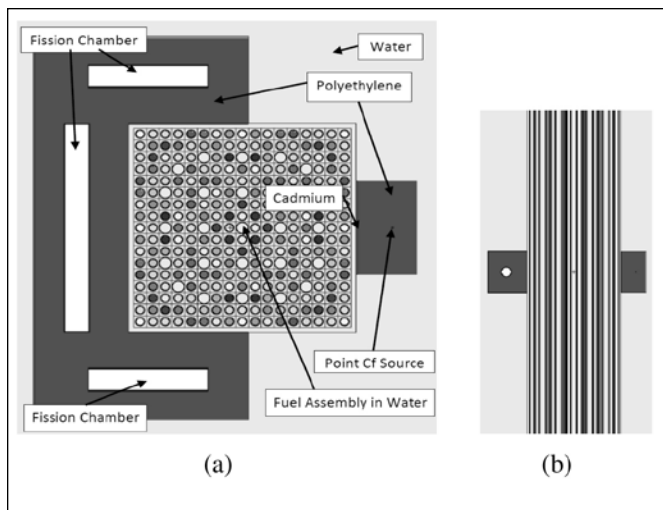 Fission Chamber
Water
Polyethylene
Cadmium
Point Cf Source
Fuel Assembly in Water
Fission Chamber
(a)
(b)